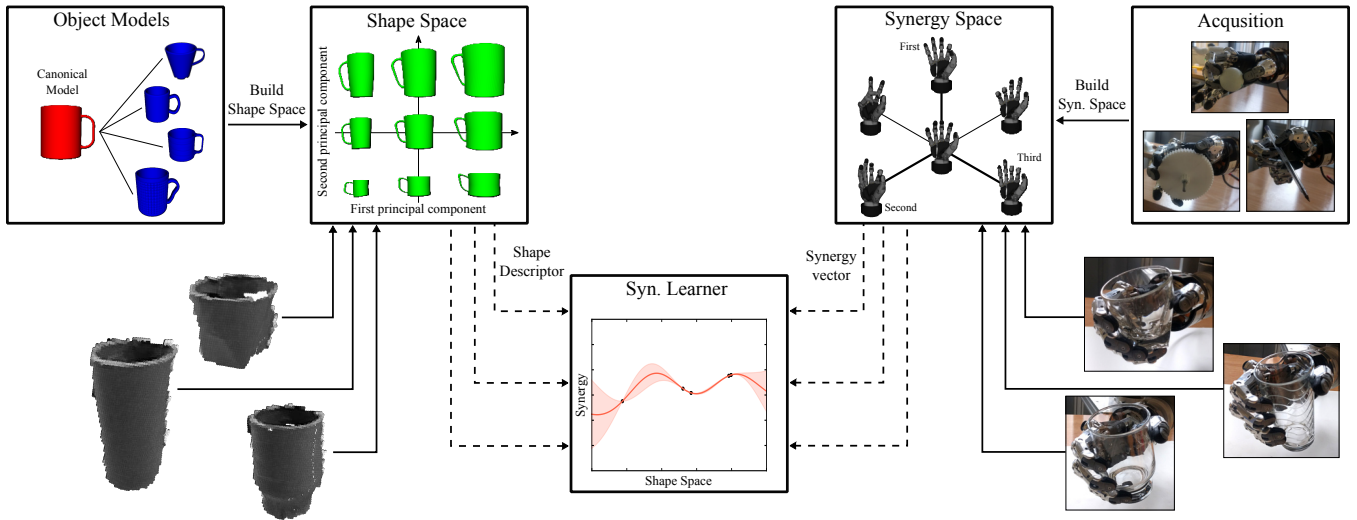 Object Models
Canonical
Model
Build
Shape Space
Shape Space
Second principal component
First principal component
Synergy Space
First
Third
Second
Build
Syn. Space
Acqusition
Shape
Descriptor
Synergy
vector
Syn. Learner
Synergy
Shape Space